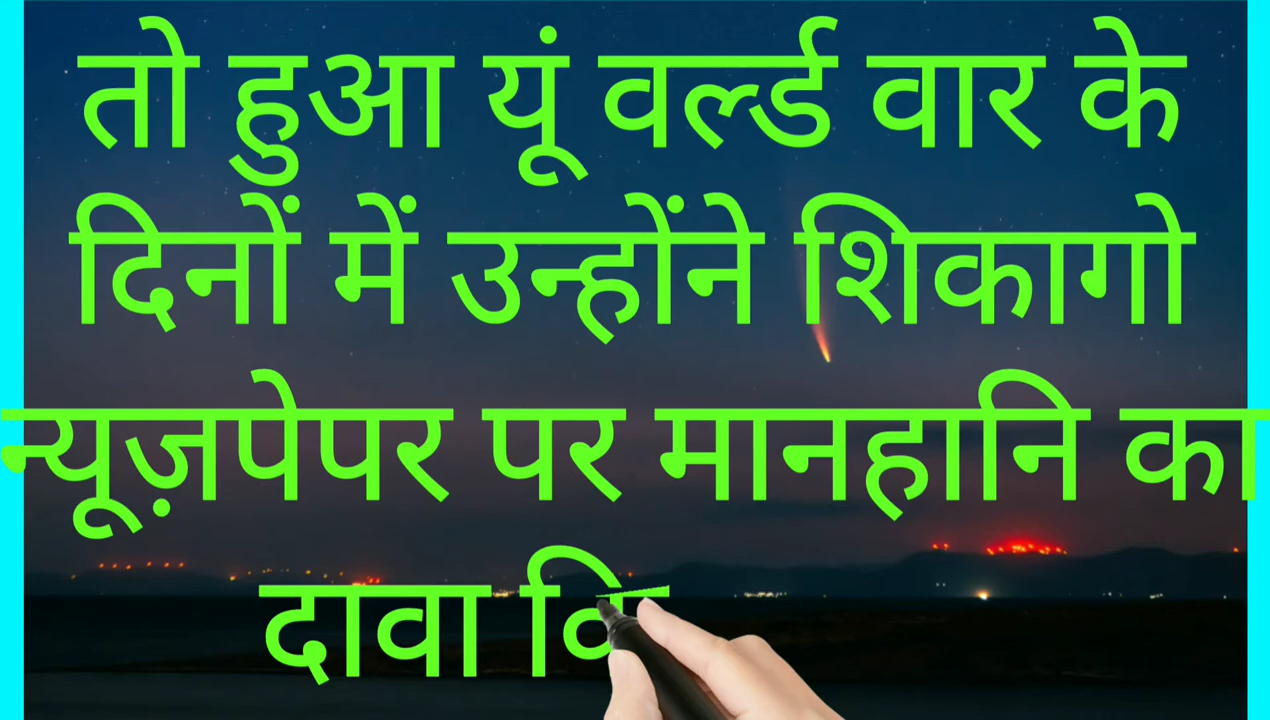 तो हुआ यूं वर्ल्ड वार के
दिनों में उन्होंने शिकागो
न्यूज़पेपर पर मानहानि का
दावा